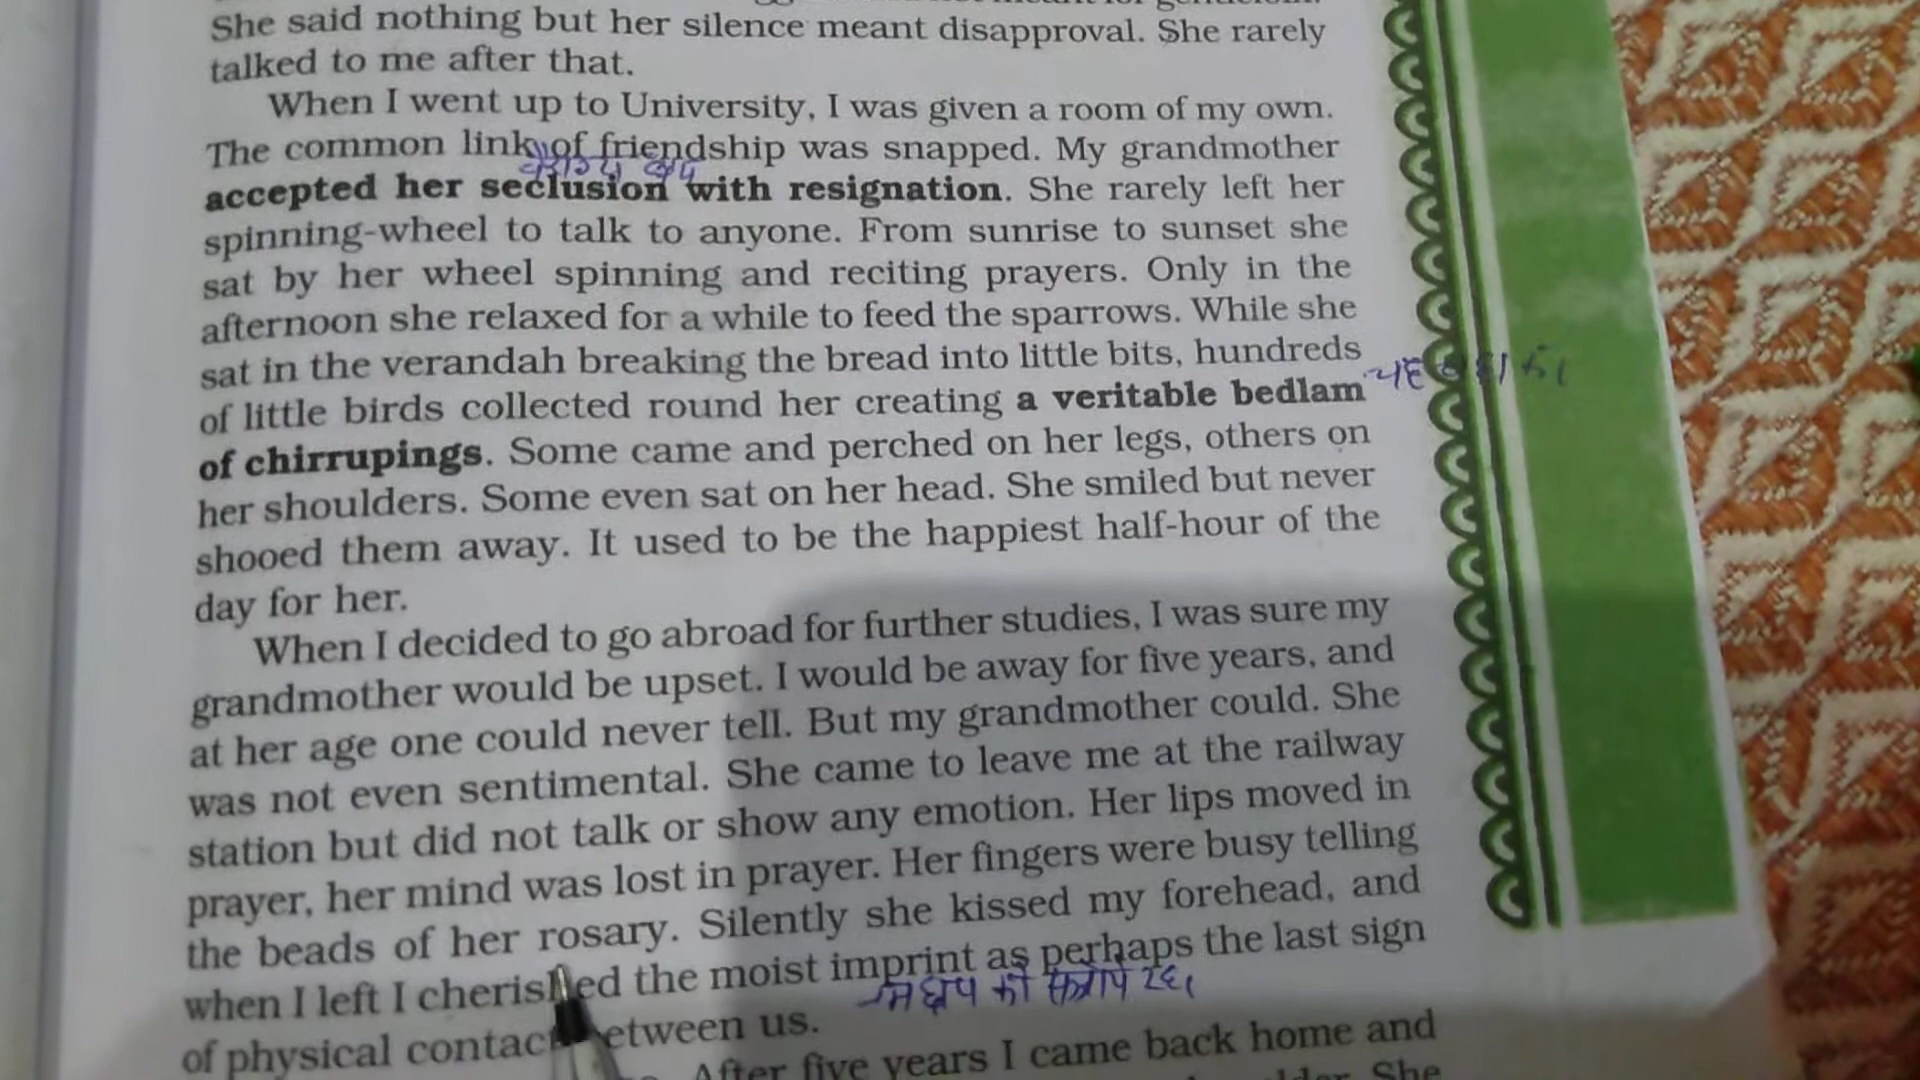 She said nothing but her silence meant disapproval. She rarely
talked to me after that.
When I went up to University, I was given a room of my own.
The common link of friendship was snapped. My grandmother
accepted her seclusion with resignation. She rarely left her
spinning-wheel to talk to anyone. From sunrise to sunset she
sat by her wheel spinning and reciting prayers. Only in the
afternoon she relaxed for a while to feed the sparrows. While she
sat in the verandah breaking the bread into little bits, hundreds
of little birds collected round her creating a veritable bedlam
of chirrupings. Some came and perched on her legs, others on
her shoulders. Some even sat on her head. She smiled but never
shooed them away. It used to be the happiest half-hour of the
day for her.
When I decided to go abroad for further studies, I was sure my
grandmother would be upset. I would be away for five years, and
at her age one could never tell. But my grandmother could. She
was not even sentimental. She came to leave me at the railway
station but did not talk or show any emotion. Her lips moved in
prayer, her mind was lost in prayer. Her fingers were busy telling
the beads of her rosary. Silently she kissed my forehead, and
when I left I cherished the moist imprint as perhaps the last sign
of physical contact between us.
After five years I came back home and
She